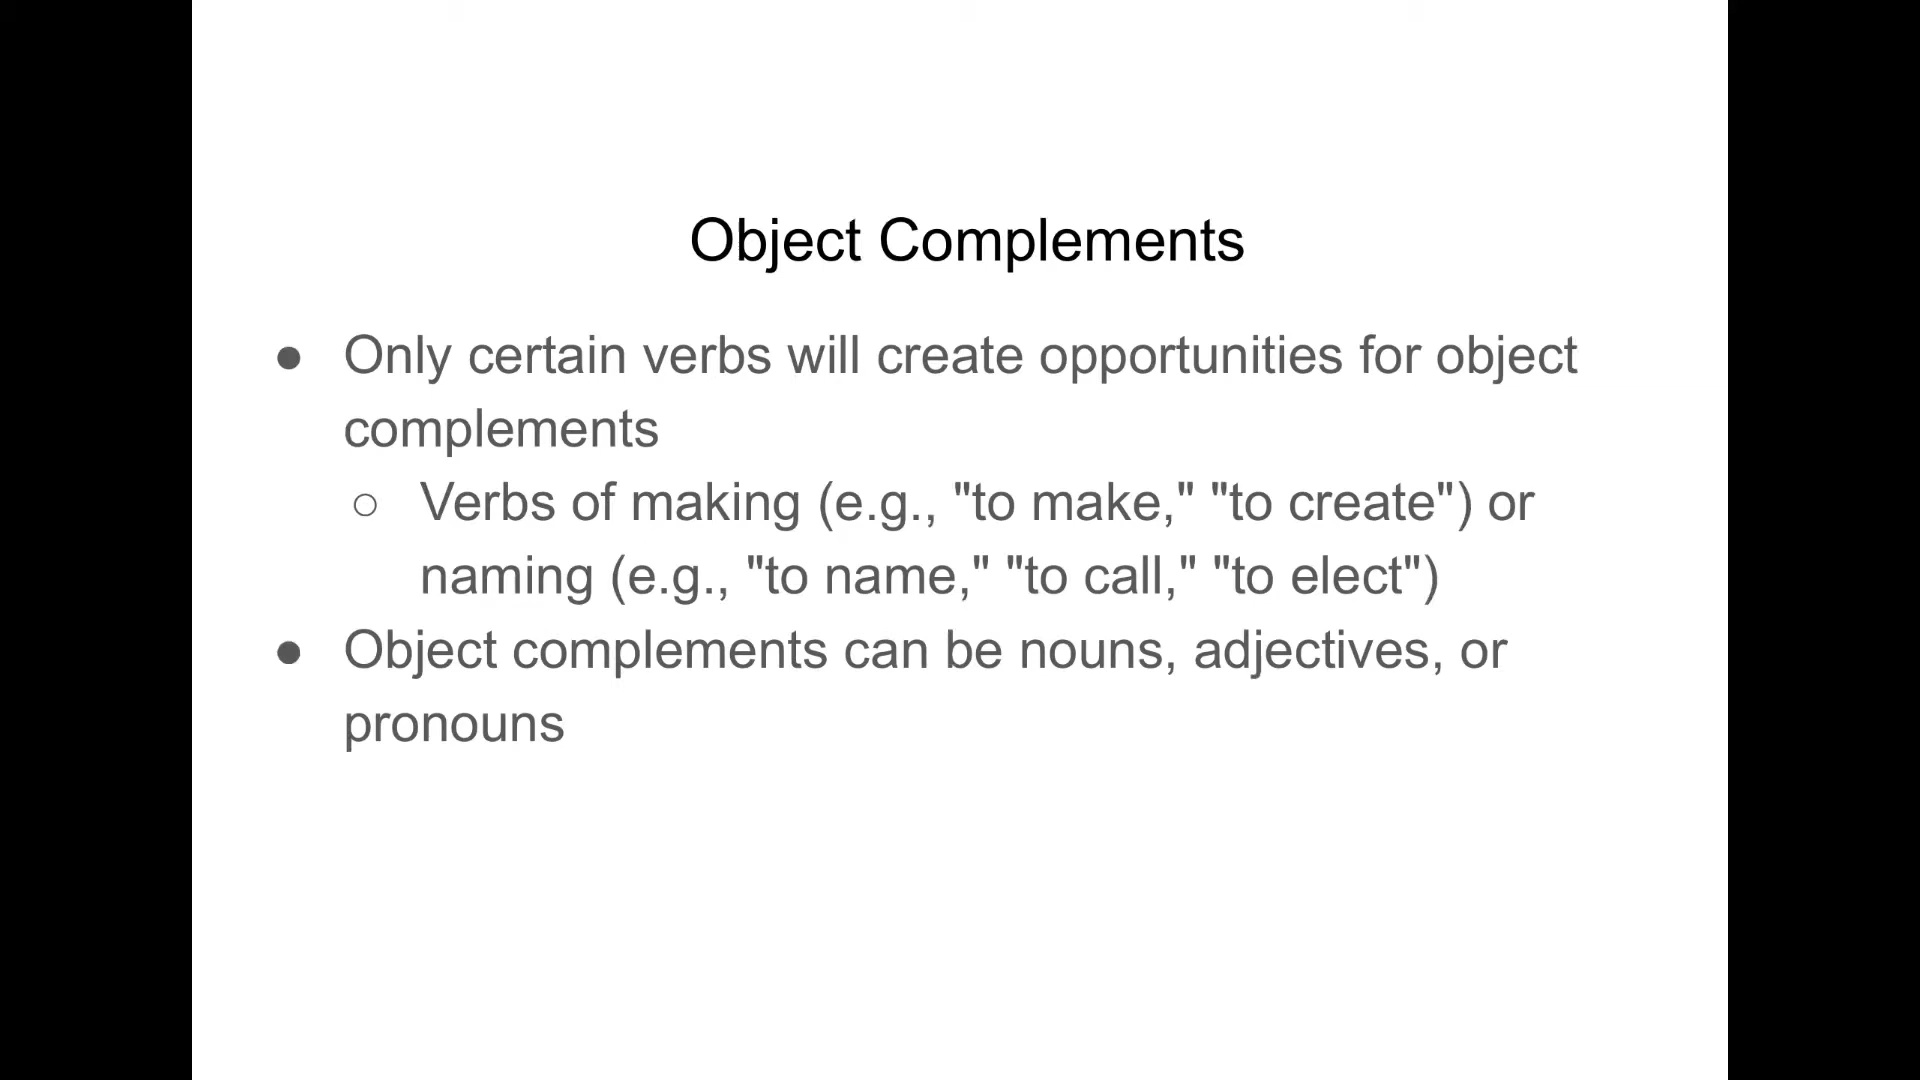 Object Complements
● Only certain verbs will create opportunities for object
complements
○ Verbs of making (e.g., "to make," "to create") or
naming (e.g., "to name," "to call," "to elect")
● Object complements can be nouns, adjectives, or
pronouns